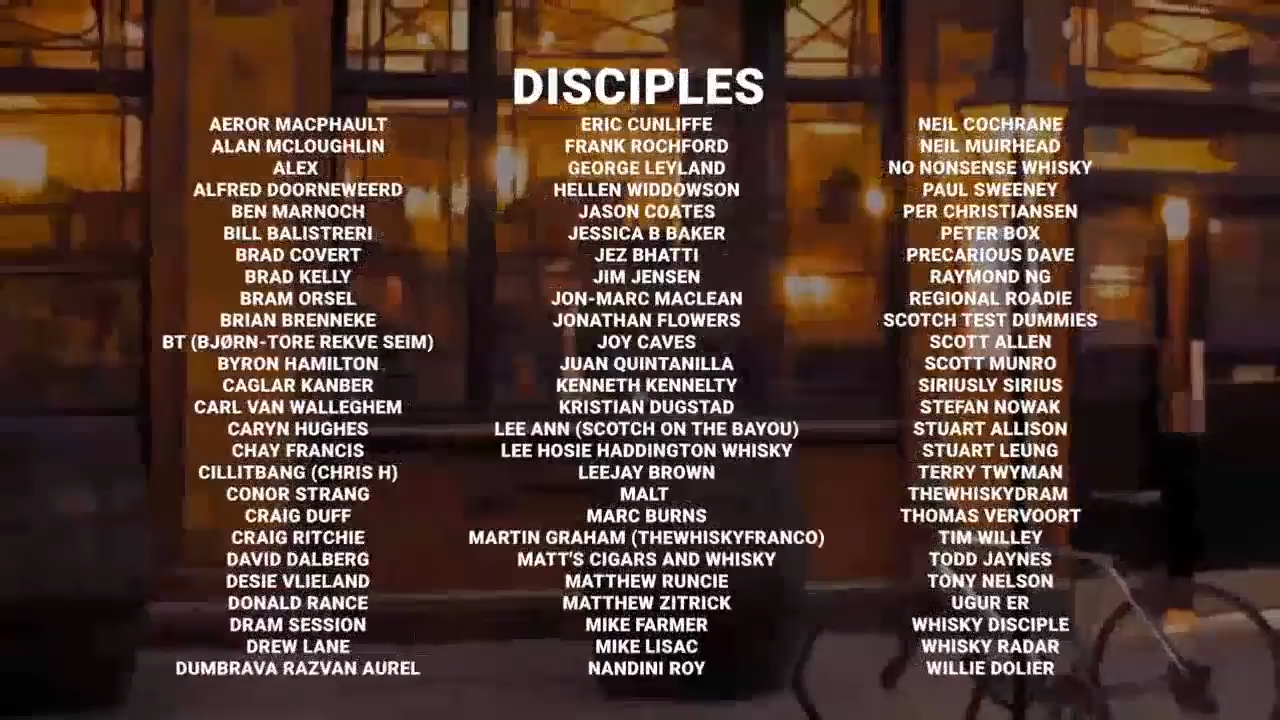 DISCIPLES
AEROR MACPHAULT
ALAN MCLOUGHLIN
ALEX
ALFRED DOORNEWEERD
BEN MARNOCH
BILL BALISTRERI
BRAD COVERT
BRAD KELLY
BRAM ORSEL
BRIAN BRENNEKE
BT (BJØRN-TORE REKVE SEIM)
BYRON HAMILTON
CAGLAR KANBER
CARL VAN WALLEGHEM
CARYN HUGHES
CHAY FRANCIS
CILLITBANG (CHRIS H)
CONOR STRANG
CRAIG DUFF
CRAIG RITCHIE
DAVID DALBERG
DESIE VLIELAND
DONALD RANCE
DRAM SESSION
DREW LANE
DUMBRAVA RAZVAN AUREL
ERIC CUNLIFFE
FRANK ROCHFORD
GEORGE LEYLAND
HELLEN WIDDOWSON
JASON COATES
JESSICA B BAKER
JEZ BHATTI
JIM JENSEN
JON-MARC MACLEAN
JONATHAN FLOWERS
JOY CAVES
JUAN QUINTANILLA
KENNETH KENNELTY
KRISTIAN DUGSTAD
LEE ANN (SCOTCH ON THE BAYOU)
LEE HOSIE HADDINGTON WHISKY
LEEJAY BROWN
MALT
MARC BURNS
MARTIN GRAHAM (THEWHISKYFRANCO)
MATT'S CIGARS AND WHISKY
MATTHEW RUNCIE
MATTHEW ZITRICK
MIKE FARMER
MIKE LISAC
NANDINI ROY
NEIL COCHRANE
NEIL MUIRHEAD
NO NONSENSE WHISKY
PAUL SWEENEY
PER CHRISTIANSEN
PETER BOX
PRECARIOUS DAVE
RAYMOND NG
REGIONAL ROADIE
SCOTCH TEST DUMMIES
SCOTT ALLEN
SCOTT MUNRO
SIRIUSLY SIRIUS
STEFAN NOWAK
STUART ALLISON
STUART LEUNG
TERRY TWYMAN
THEWHISKYDRAM
THOMAS VERVOORT
TIM WILLEY
TODD JAYNES
TONY NELSON
UGUR ER
WHISKY DISCIPLE
WHISKY RADAR
WILLIE DOLIER